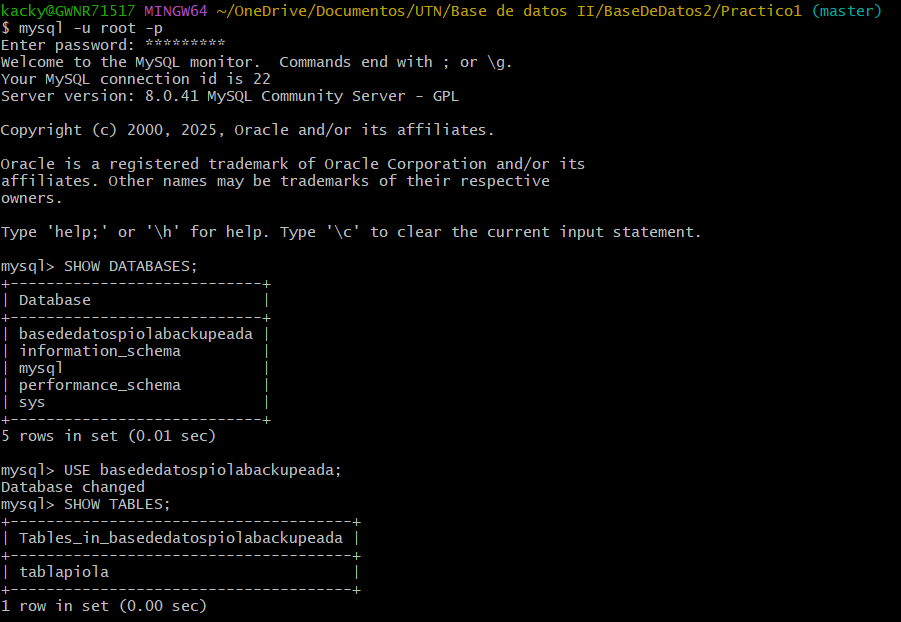 kacky@GWNR71517 MINGW64 ~/OneDrive/Documentos/UTN/Base de datos II/BaseDeDatos2/Practico1 (master)
$ mysql -u root -p
Enter password: *********
Welcome to the MySQL monitor.  Commands end with ; or \g.
Your MySQL connection id is 22
Server version: 8.0.41 MySQL Community Server - GPL

Copyright (c) 2000, 2025, Oracle and/or its affiliates.

Oracle is a registered trademark of Oracle Corporation and/or its
affiliates. Other names may be trademarks of their respective
owners.

Type 'help;' or '\h' for help. Type '\c' to clear the current input statement.

mysql> SHOW DATABASES;
+----------------------------+
| Database                   |
+----------------------------+
| basededatospiolabackupeada |
| information_schema         |
| mysql                      |
| performance_schema         |
| sys                        |
+----------------------------+
5 rows in set (0.01 sec)

mysql> USE basededatospiolabackupeada;
Database changed
mysql> SHOW TABLES;
+--------------------------------------+
| Tables_in_basededatospiolabackupeada |
+--------------------------------------+
| tablapiola                           |
+--------------------------------------+
1 row in set (0.00 sec)